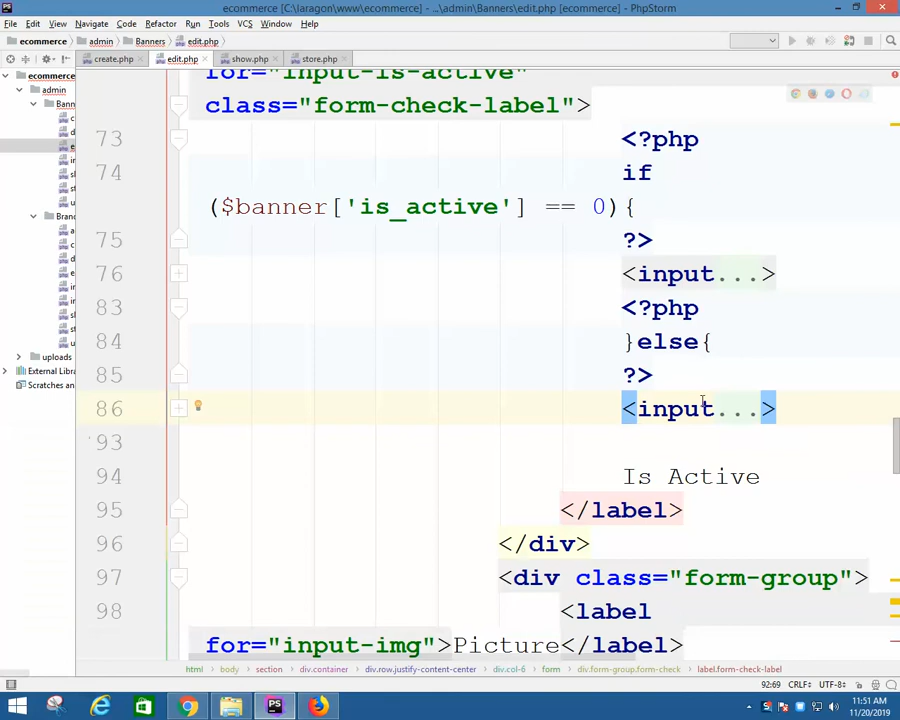 ecommerce [C:\laragon\www\ecommerce] - ...\admin\Banners\edit.php [ecommerce] - PhpStorm
File Edit View Navigate Code Refactor Run Tools VCS Window Help
ecommerce admin Banners edit.php
create.php edit.php show.php store.php
ecommerce
admin
Bann
Bran
uploads
External Libr
Scratches an
for="input-is-active"
class="form-check-label">
73 <?php
74 if
($banner['is_active'] == 0){
75 ?>
76 <input...>
83 <?php
84 }else{
85 ?>
86 <input...>
93
94 Is Active
95 </label>
96 </div>
97 <div class="form-group">
98 <label
for="input-img">Picture</label>
html body section div.container div.row.justify-content-center div.col-6 form div.form-group.form-check label.form-check-label
92:69 CRLF÷ UTF-8÷
11:51 AM
11/20/2019